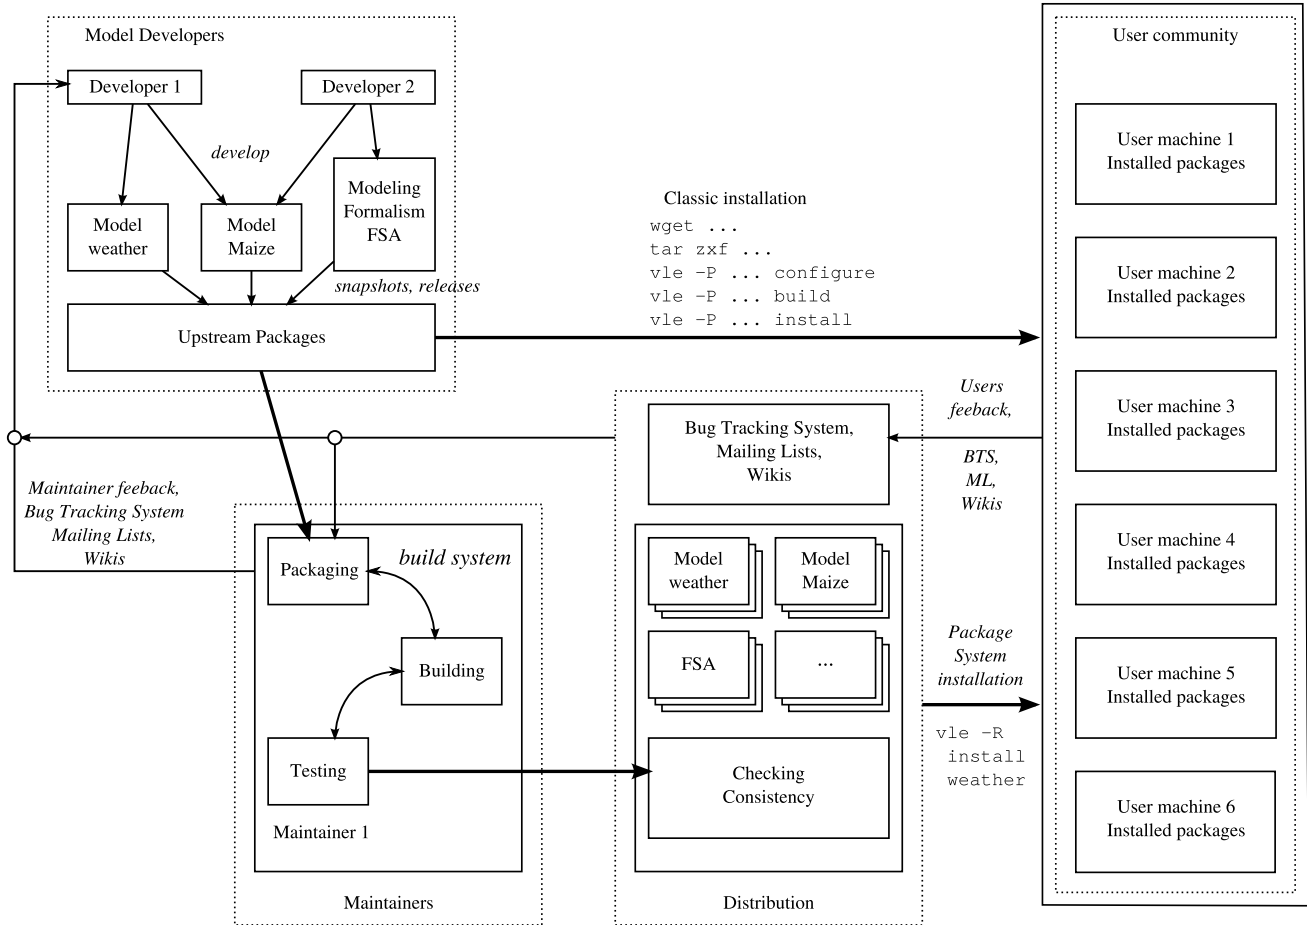 Model Developers
Developer 1
Developer 2
develop
Model
weather
Model
Maize
Modeling
Formalism
FSA
snapshots, releases
Upstream Packages
Classic installation
wget ...
tar zxf ...
vle -P ... configure
vle -P ... build
vle -P ... install
User community
User machine 1
Installed packages
User machine 2
Installed packages
User machine 3
Installed packages
User machine 4
Installed packages
User machine 5
Installed packages
User machine 6
Installed packages
Users
feeback,
BTS,
ML,
Wikis
Bug Tracking System,
Mailing Lists,
Wikis
Maintainer feeback,
Bug Tracking System
Mailing Lists,
Wikis
Packaging
build system
Building
Testing
Maintainer 1
Maintainers
Model
weather
Model
Maize
FSA
...
Checking
Consistency
Distribution
Package
System
installation
vle -R
install
weather